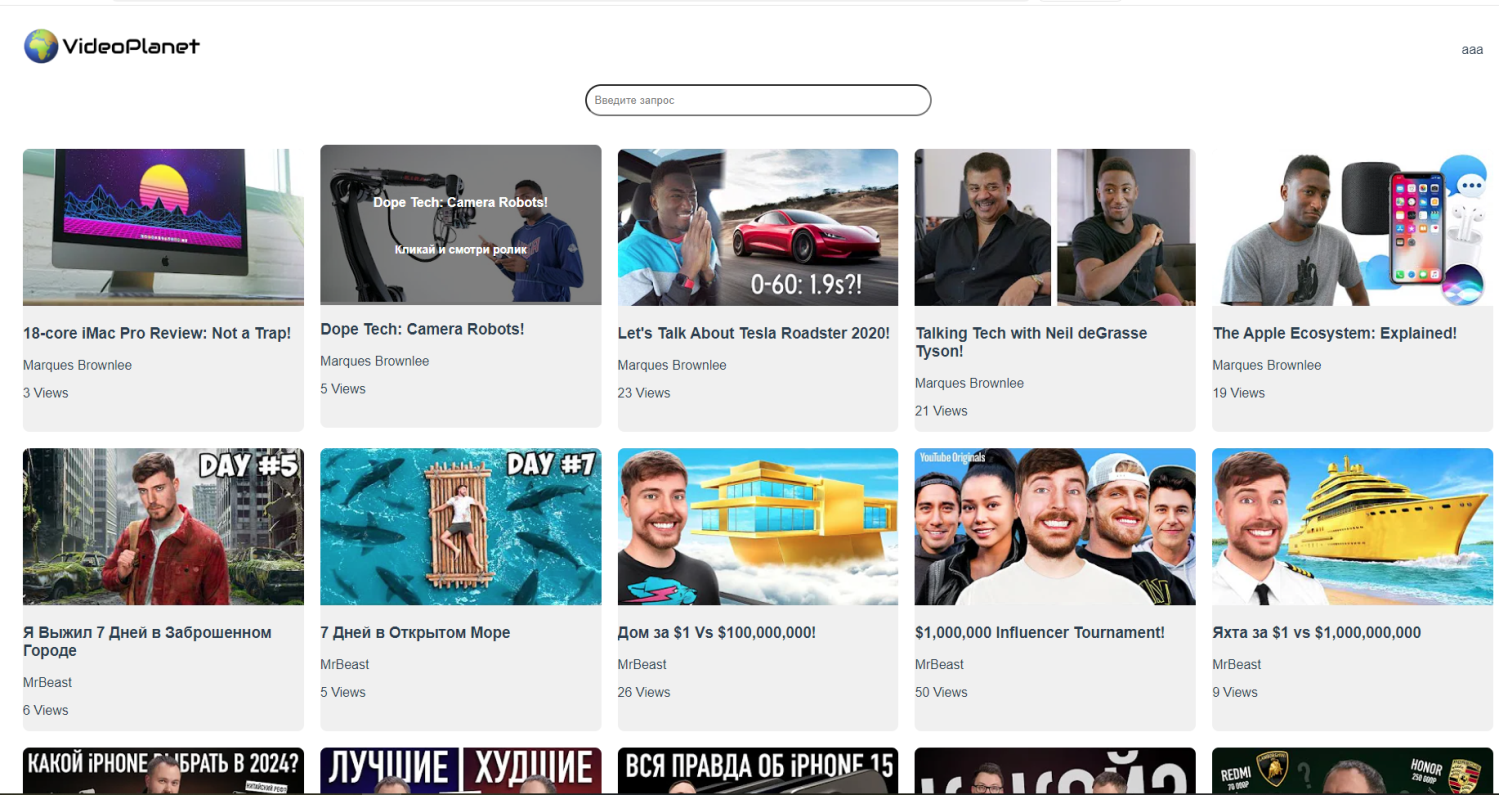 VideoPlanet
aaa
Введите запрос
Dope Tech: Camera Robots!
Кликай и смотри ролик
0-60: 1.9s?!
18-core iMac Pro Review: Not a Trap!
Marques Brownlee
3 Views
Dope Tech: Camera Robots!
Marques Brownlee
5 Views
Let's Talk About Tesla Roadster 2020!
Marques Brownlee
23 Views
Talking Tech with Neil deGrasse
Tyson!
Marques Brownlee
21 Views
The Apple Ecosystem: Explained!
Marques Brownlee
19 Views
DAY #5
DAY #7
YouTube Originals
Я Выжил 7 Дней в Заброшенном
Городе
MrBeast
6 Views
7 Дней в Открытом Море
MrBeast
5 Views
Дом за $1 Vs $100,000,000!
MrBeast
26 Views
$1,000,000 Influencer Tournament!
MrBeast
50 Views
Яхта за $1 vs $1,000,000,000
MrBeast
9 Views
КАКОЙ iPHONE ВЫБРАТЬ В 2024?
ЛУЧШИЕ ХУДШИЕ
ВСЯ ПРАВДА ОБ iPHONE 15
REDMI
HONOR